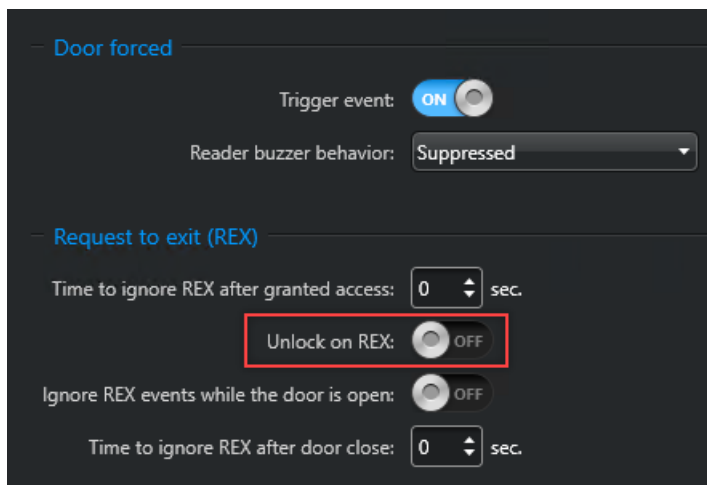 Door forced
Trigger event: ON
Reader buzzer behavior: Suppressed
Request to exit (REX)
Time to ignore REX after granted access: 0 sec.
Unlock on REX: OFF
Ignore REX events while the door is open: OFF
Time to ignore REX after door close: 0 sec.